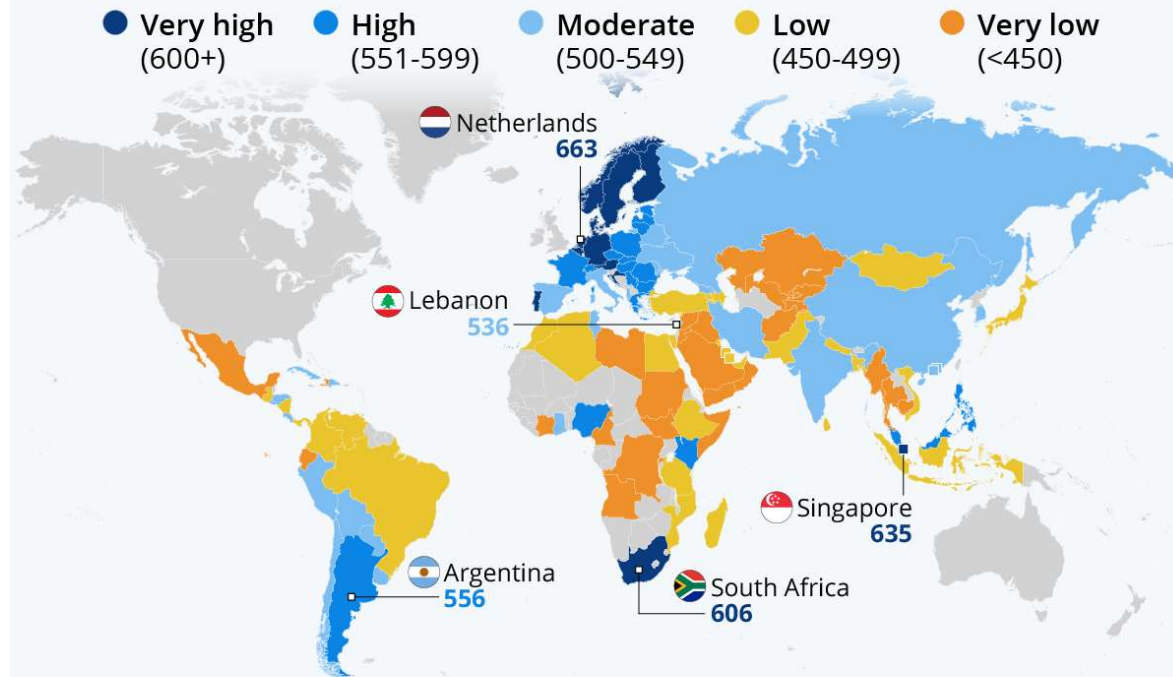 Very high
(600+)
High
(551-599)
Moderate
(500-549)
Low
(450-499)
Very low
(<450)
Netherlands
663
Lebanon
536
Singapore
635
Argentina
556
South Africa
606